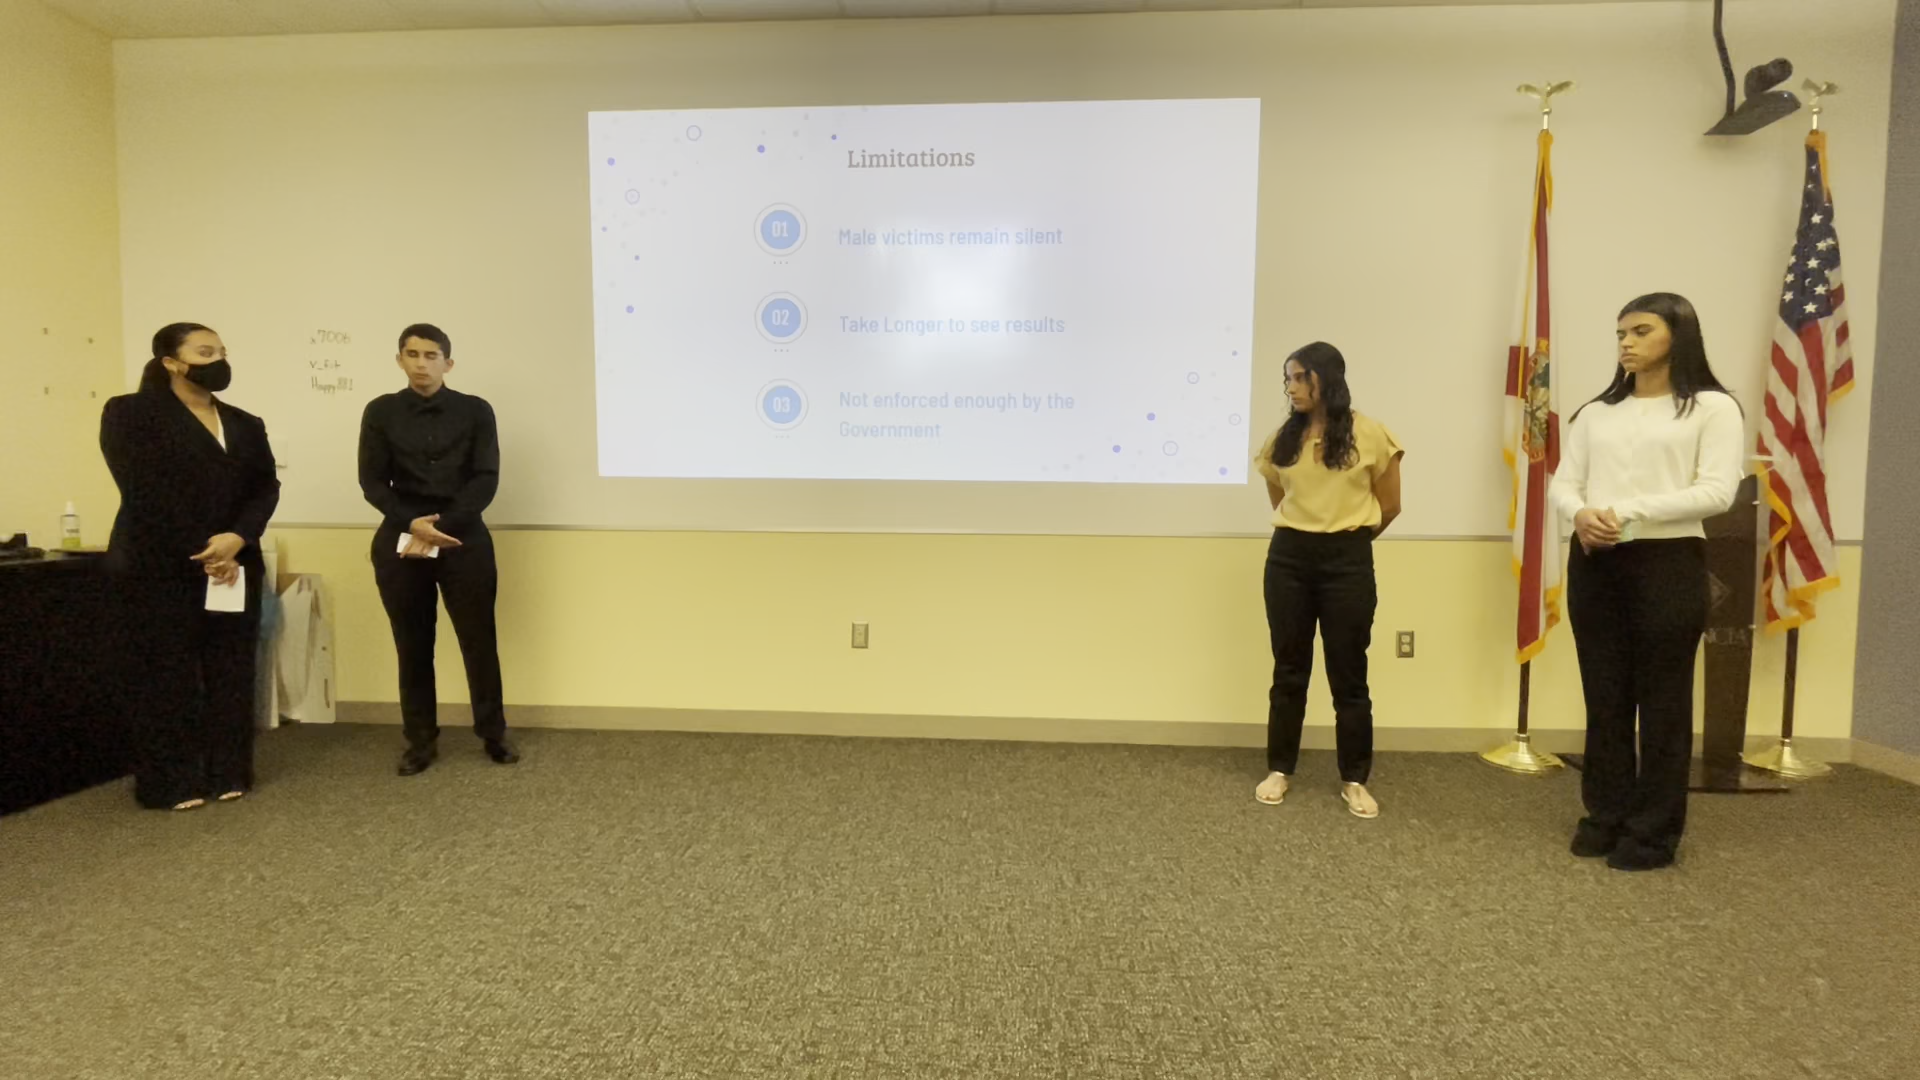 Limitations
01
Male victims remain silent
02
Take Longer to see results
03
Not enforced enough by the
Government